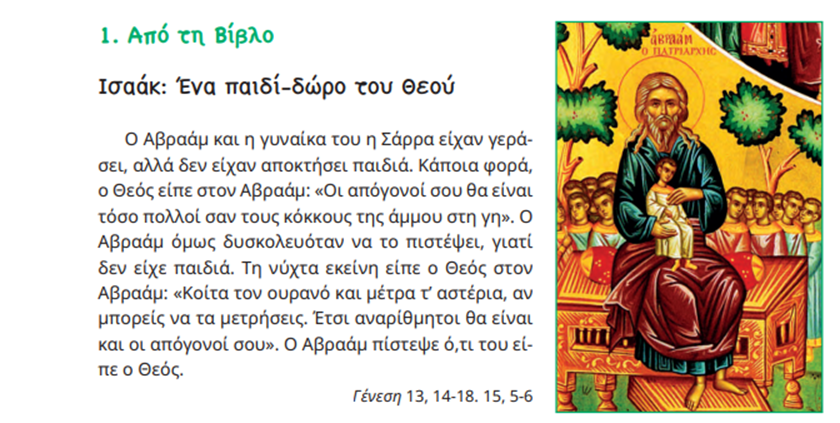 1. Από τη Βίβλο
Ισαάκ: Ένα παιδί-δώρο του Θεού
Ο Αβραάμ και η γυναίκα του η Σάρρα είχαν γερά-
σει, αλλά δεν είχαν αποκτήσει παιδιά. Κάποια φορά,
ο Θεός είπε στον Αβραάμ: «Οι απόγονοί σου θα είναι
τόσο πολλοί σαν τους κόκκους της άμμου στη γη». Ο
Αβραάμ όμως δυσκολευόταν να το πιστέψει, γιατί
δεν είχε παιδιά. Τη νύχτα εκείνη είπε ο Θεός στον
Αβραάμ: «Κοίτα τον ουρανό και μέτρα τ’ αστέρια, αν
μπορείς να τα μετρήσεις. Έτσι αναρίθμητοι θα είναι
και οι απόγονοί σου». Ο Αβραάμ πίστεψε ό,τι του εί-
πε ο Θεός.
Γένεση 13, 14-18. 15, 5-6
ΑΒΡΑΑΜ
Ο ΠΑΤΡΙΑΡΧΗΣ